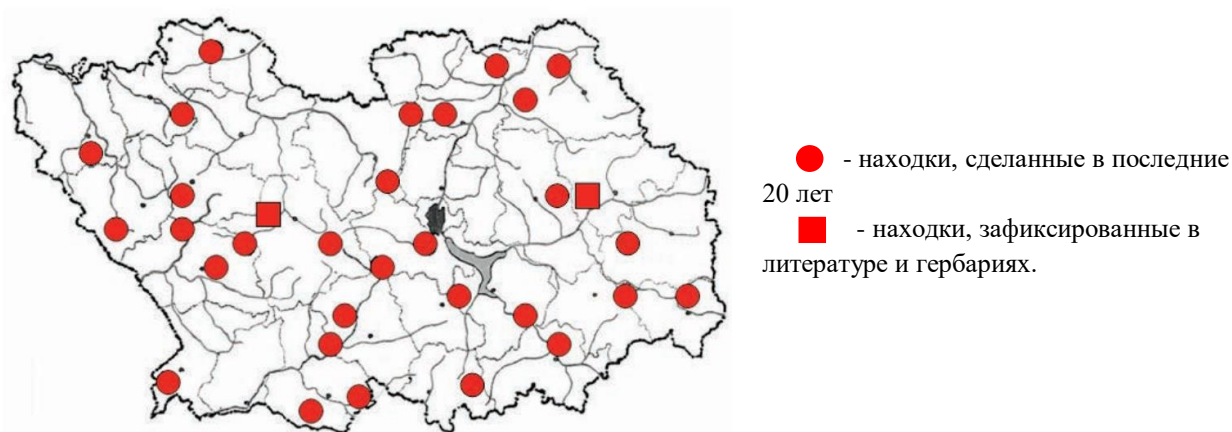 - находки, сделанные в последние
20 лет
- находки, зафиксированные в
литературе и гербариях.